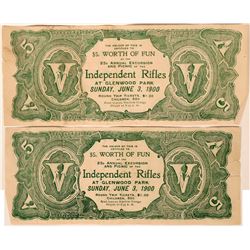 THE HOLDER OF THIS IS
ENTITLED TO
$5. WORTH OF FUN
AT THE
23D ANNUAL EXCURSION
AND PICNIC OF THE
Independent Rifles
AT GLENWOOD PARK,
SUNDAY, JUNE 3, 1900
ROUND TRIP TICKETS, $1.00
CHILDREN, 50C
5
V
V
5
THE HOLDER OF THIS IS
ENTITLED TO
$5. WORTH OF FUN
AT THE
23D ANNUAL EXCURSION
AND PICNIC OF THE
Independent Rifles
AT GLENWOOD PARK,
SUNDAY, JUNE 3, 1900
ROUND TRIP TICKETS, $1.00
CHILDREN, 50C
5
V
V
5